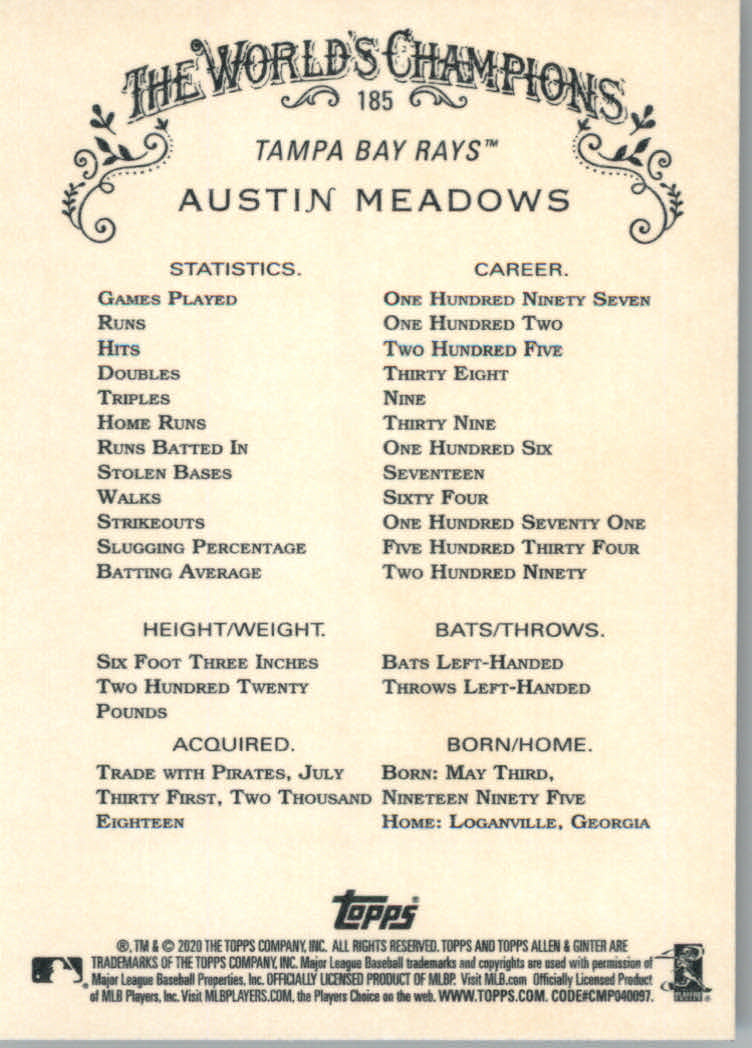 THE WORLD'S CHAMPIONS
185
TAMPA BAY RAYS™
AUSTIN MEADOWS
STATISTICS. CAREER.
GAMES PLAYED ONE HUNDRED NINETY SEVEN
RUNS ONE HUNDRED TWO
HITS TWO HUNDRED FIVE
DOUBLES THIRTY EIGHT
TRIPLES NINE
HOME RUNS THIRTY NINE
RUNS BATTED IN ONE HUNDRED SIX
STOLEN BASES SEVENTEEN
WALKS SIXTY FOUR
STRIKEOUTS ONE HUNDRED SEVENTY ONE
SLUGGING PERCENTAGE FIVE HUNDRED THIRTY FOUR
BATTING AVERAGE TWO HUNDRED NINETY
HEIGHT/WEIGHT.
SIX FOOT THREE INCHES
TWO HUNDRED TWENTY
POUNDS
BATS/THROWS.
BATS LEFT-HANDED
THROWS LEFT-HANDED
ACQUIRED.
TRADE WITH PIRATES, JULY
THIRTY FIRST, TWO THOUSAND
EIGHTEEN
BORN/HOME.
BORN: MAY THIRD,
NINETEEN NINETY FIVE
HOME: LOGANVILLE, GEORGIA
topps®
®, TM & © 2020 THE TOPPS COMPANY, INC. ALL RIGHTS RESERVED. TOPPS AND TOPPS ALLEN & GINTER ARE
TRADEMARKS OF THE TOPPS COMPANY, INC. Major League Baseball trademarks and copyrights are used with permission of
Major League Baseball Properties, Inc. OFFICIALLY LICENSED PRODUCT OF MLBP. Visit MLB.com Officially Licensed Product
of MLB Players, Inc. Visit MLBPLAYERS.COM, the Players Choice on the web. WWW.TOPPS.COM. CODE#CMP040097.